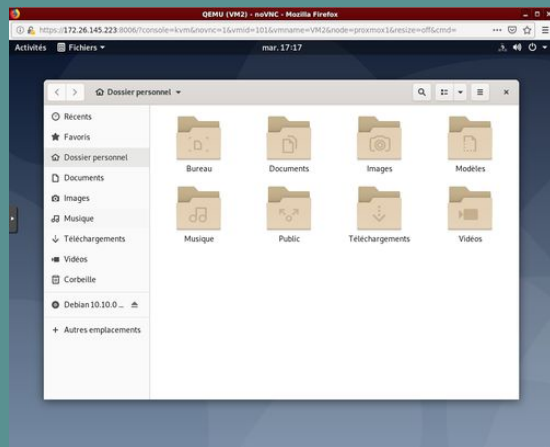 QEMU (VM2) - noVNC - Mozilla Firefox
https://172.26.145.223:8006/?console=kvm&novnc=1&vmid=101&vmname=VM2&node=proxmox1&resize=off&cmd=
Activités Fichiers mar. 17:17
Dossier personnel
Récents
Favoris
Dossier personnel
Documents
Images
Musique
Téléchargements
Vidéos
Corbeille
Debian 10.10.0 ...
+ Autres emplacements
Bureau Documents Images Modèles
Musique Public Téléchargements Vidéos